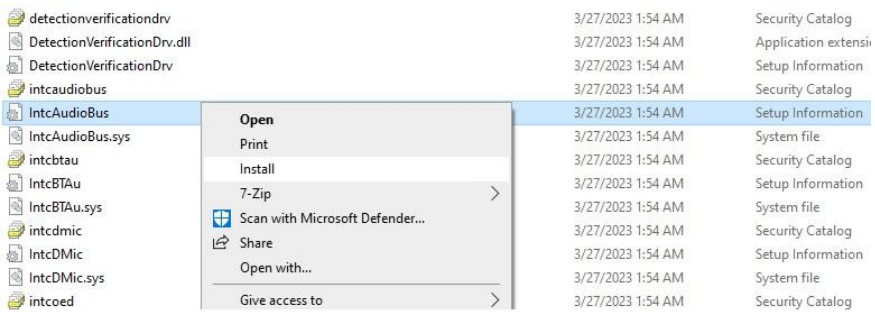 detectionverificationdrv 3/27/2023 1:54 AM Security Catalog
DetectionVerificationDrv.dll 3/27/2023 1:54 AM Application extensi
DetectionVerificationDrv 3/27/2023 1:54 AM Setup Information
intcaudiobus 3/27/2023 1:54 AM Security Catalog
IntcAudioBus 3/27/2023 1:54 AM Setup Information
IntcAudioBus.sys 3/27/2023 1:54 AM System file
intcbtau 3/27/2023 1:54 AM Security Catalog
IntcBTAu 3/27/2023 1:54 AM Setup Information
IntcBTAu.sys 3/27/2023 1:54 AM System file
intcdmic 3/27/2023 1:54 AM Security Catalog
IntcDMic 3/27/2023 1:54 AM Setup Information
IntcDMic.sys 3/27/2023 1:54 AM System file
intcoed 3/27/2023 1:54 AM Security Catalog
Open
Print
Install
7-Zip
Scan with Microsoft Defender...
Share
Open with...
Give access to